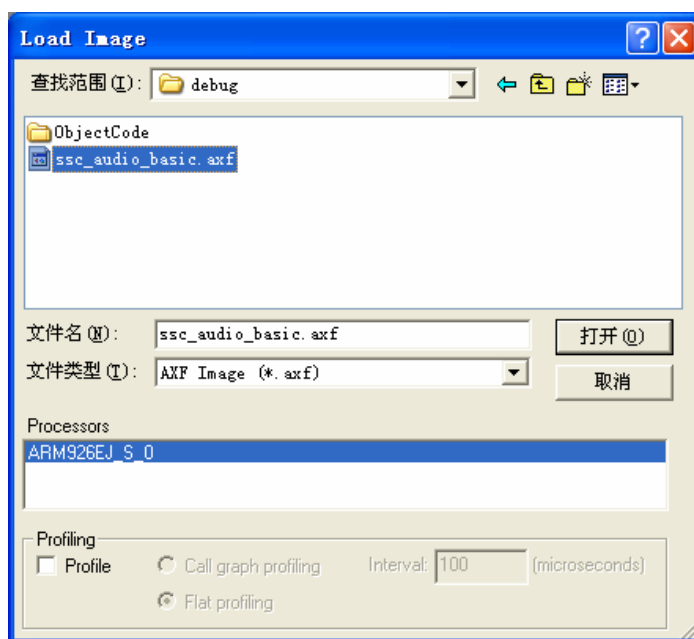 Load Image
查找范围(I): debug
ObjectCode
ssc_audio_basic.axf
文件名(N): ssc_audio_basic.axf 打开(O)
文件类型(T): AXF Image (*.axf) 取消
Processors
ARM926EJ_S_0
Profiling
Profile Call graph profiling Interval: 100 (microseconds)
Flat profiling